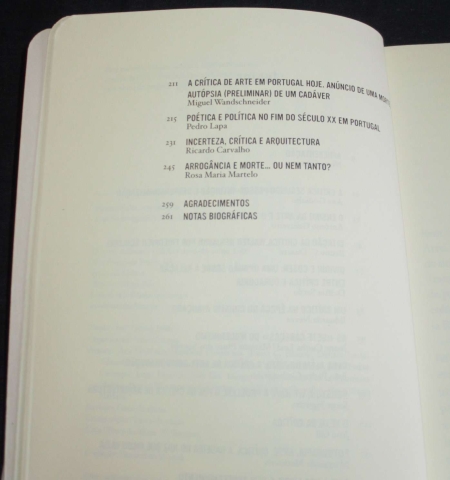 211 A CRÍTICA DE ARTE EM PORTUGAL HOJE. ANÚNCIO DE UMA MORTE
AUTÓPSIA (PRELIMINAR) DE UM CADÁVER
Miguel Wandschneider
215 POÉTICA E POLÍTICA NO FIM DO SÉCULO XX EM PORTUGAL
Pedro Lapa
231 INCERTEZA, CRÍTICA E ARQUITECTURA
Ricardo Carvalho
245 ARROGÂNCIA E MORTE... OU NEM TANTO?
Rosa Maria Martelo
259 AGRADECIMENTOS
261 NOTAS BIOGRÁFICAS